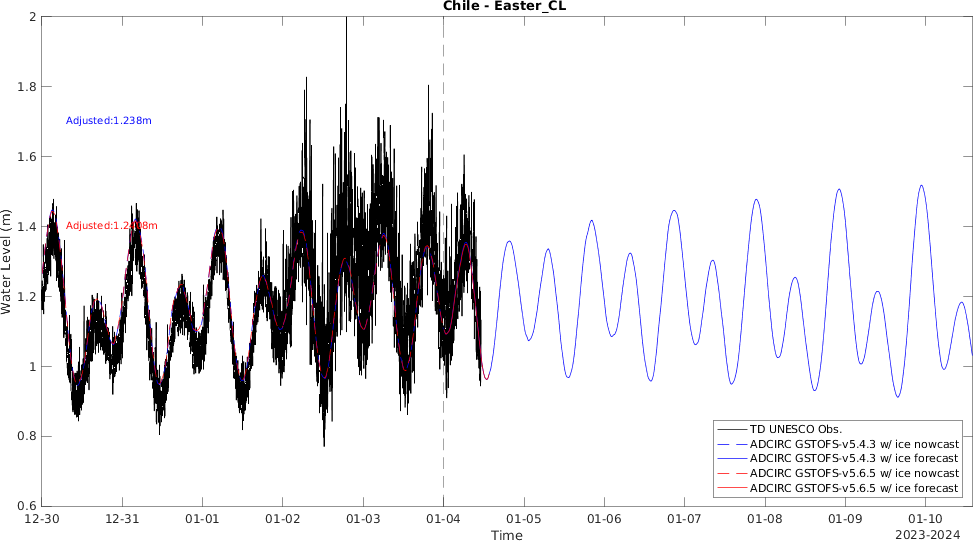 Chile - Easter_CL
2
1.8
1.6
1.4
1.2
1
0.8
0.6
Water Level (m)
Adjusted:1.238m
12-30
12-31
01-01
01-02
01-03
01-04
01-05
01-06
01-07
01-08
01-09
01-10
Time
2023-2024
TD UNESCO Obs.
ADCIRC GSTOFS-v5.4.3 w/ ice nowcast
ADCIRC GSTOFS-v5.4.3 w/ ice forecast
ADCIRC GSTOFS-v5.6.5 w/ ice nowcast
ADCIRC GSTOFS-v5.6.5 w/ ice forecast